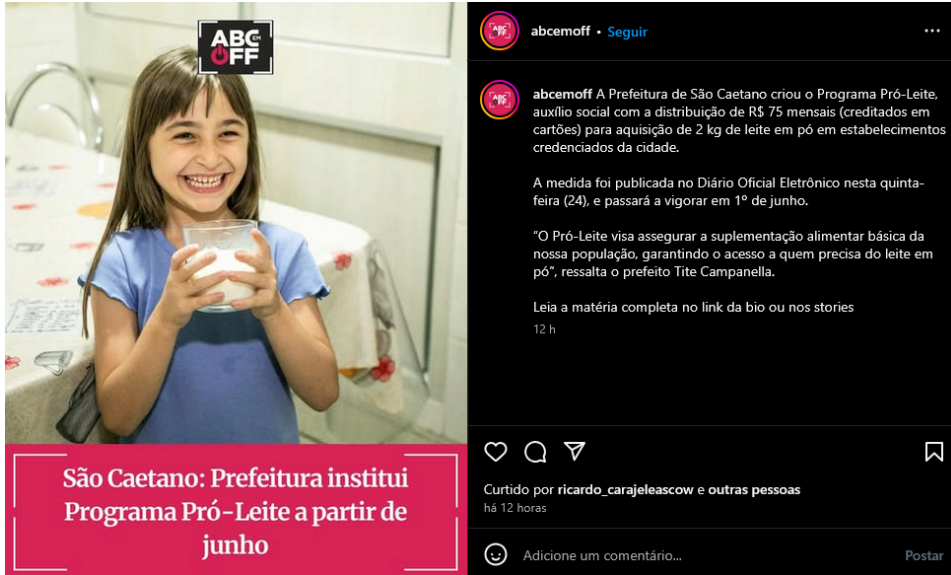 ABC
EM
OFF
São Caetano: Prefeitura institui
Programa Pró-Leite a partir de
junho
abcemoff • Seguir
abcemoff A Prefeitura de São Caetano criou o Programa Pró-Leite,
auxílio social com a distribuição de R$ 75 mensais (creditados em
cartões) para aquisição de 2 kg de leite em pó em estabelecimentos
credenciados da cidade.
A medida foi publicada no Diário Oficial Eletrônico nesta quinta-
feira (24), e passará a vigorar em 1º de junho.
"O Pró-Leite visa assegurar a suplementação alimentar básica da
nossa população, garantindo o acesso a quem precisa do leite em
pó", ressalta o prefeito Tite Campanella.
Leia a matéria completa no link da bio ou nos stories
12 h
Curtido por ricardo_carajeleascow e outras pessoas
há 12 horas
Adicione um comentário...
Postar